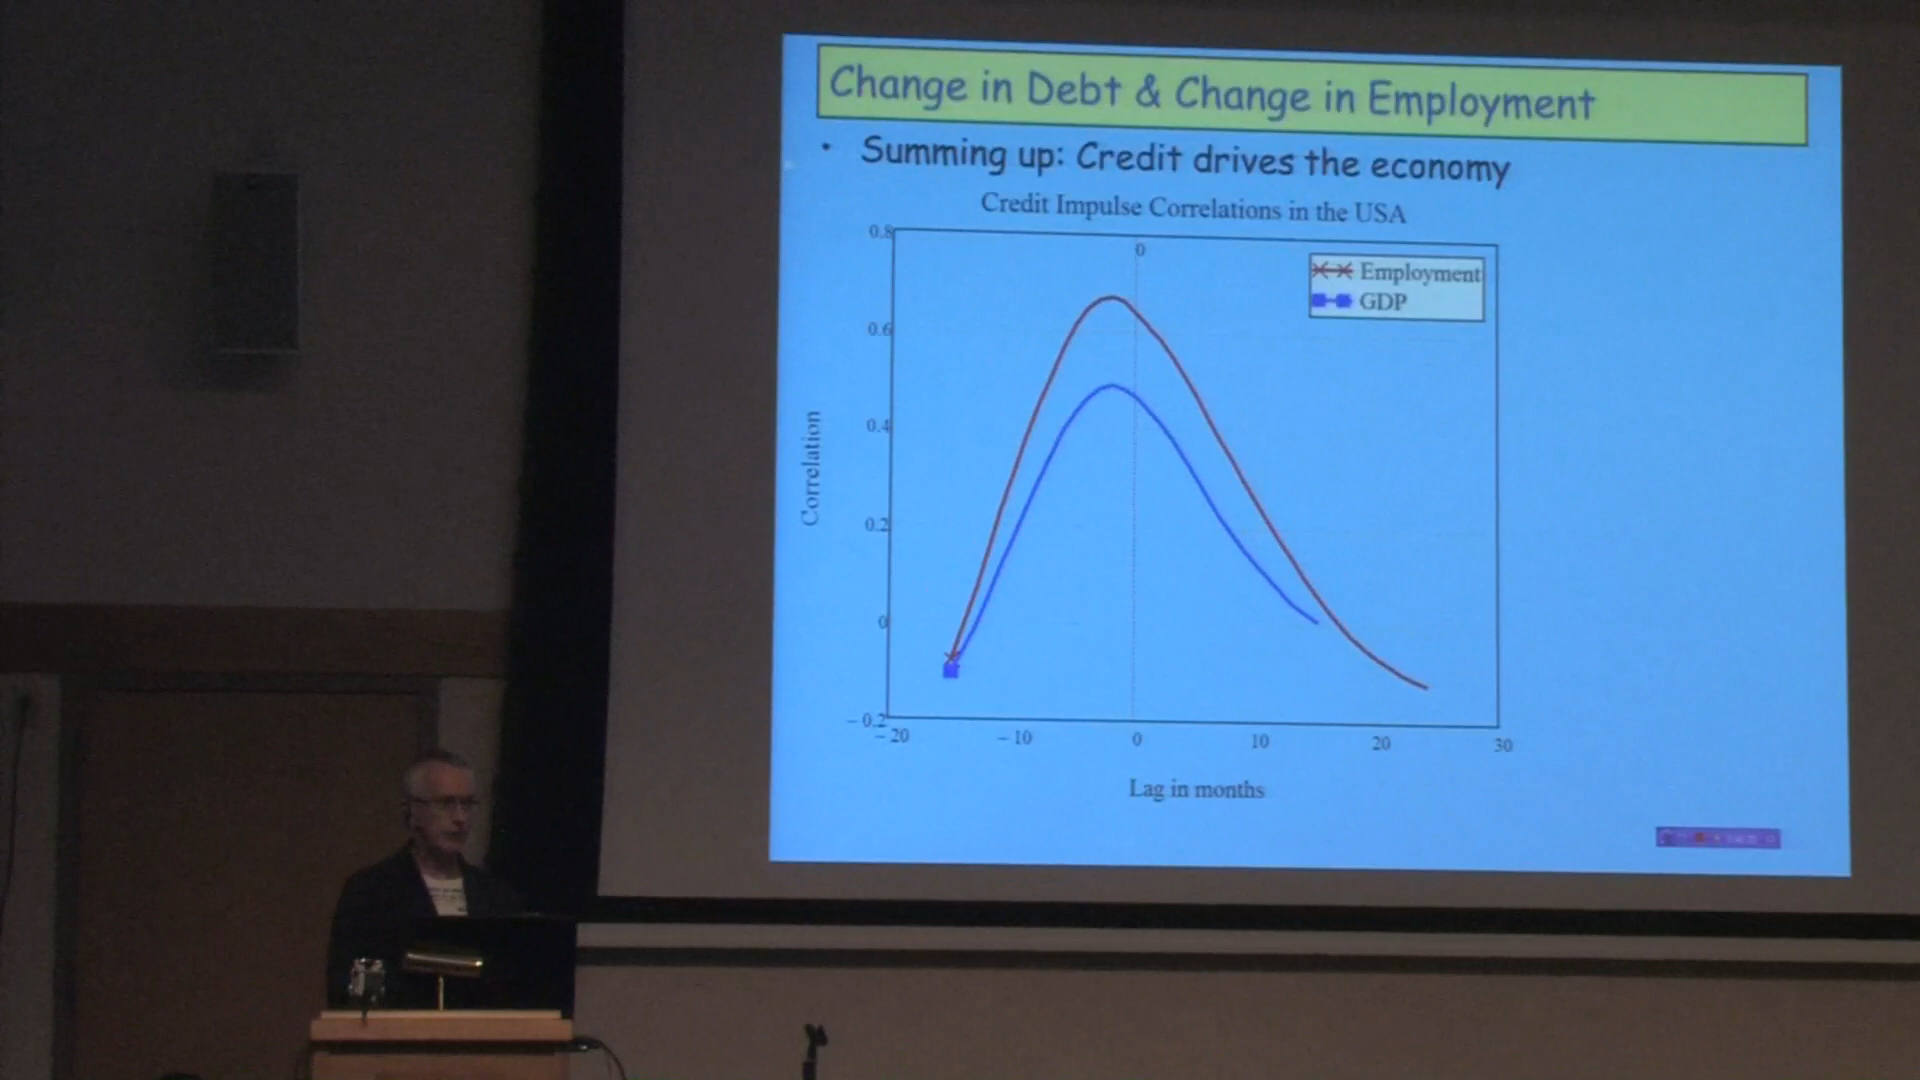 Change in Debt & Change in Employment
• Summing up: Credit drives the economy
Credit Impulse Correlations in the USA
0.8
0
Employment
GDP
0.6
0.4
Correlation
0.2
0
– 0.2
– 20
– 10
0
10
20
30
Lag in months